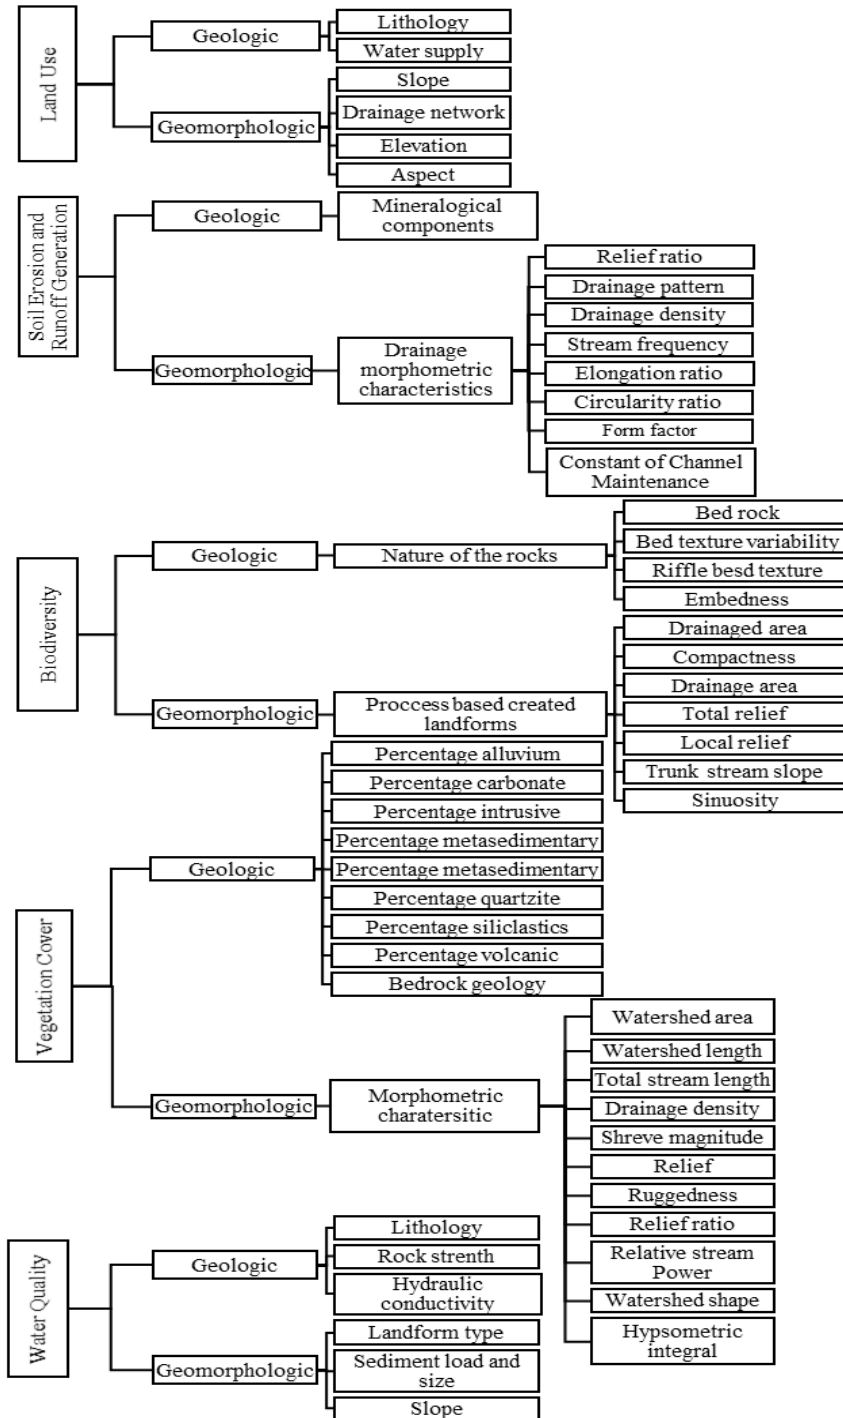 Land Use
Geologic
Lithology
Water supply
Geomorphologic
Slope
Drainage network
Elevation
Aspect
Soil Erosion and
Runoff Generation
Geologic
Mineralogical
components
Geomorphologic
Drainage
morphometric
characteristics
Relief ratio
Drainage pattern
Drainage density
Stream frequency
Elongation ratio
Circularity ratio
Form factor
Constant of Channel
Maintenance
Biodiversity
Geologic
Nature of the rocks
Bed rock
Bed texture variability
Riffle besd texture
Embedness
Geomorphologic
Proccess based created
landforms
Drainaged area
Compactness
Drainage area
Total relief
Local relief
Trunk stream slope
Sinuosity
Vegetation Cover
Geologic
Percentage alluvium
Percentage carbonate
Percentage intrusive
Percentage metasedimentary
Percentage metasedimentary
Percentage quartzite
Percentage siliclastics
Percentage volcanic
Bedrock geology
Geomorphologic
Morphometric
charatersitic
Watershed area
Watershed length
Total stream length
Drainage density
Shreve magnitude
Relief
Ruggedness
Relief ratio
Relative stream
Power
Watershed shape
Hypsometric
integral
Water Quality
Geologic
Lithology
Rock strenth
Hydraulic
conductivity
Geomorphologic
Landform type
Sediment load and
size
Slope